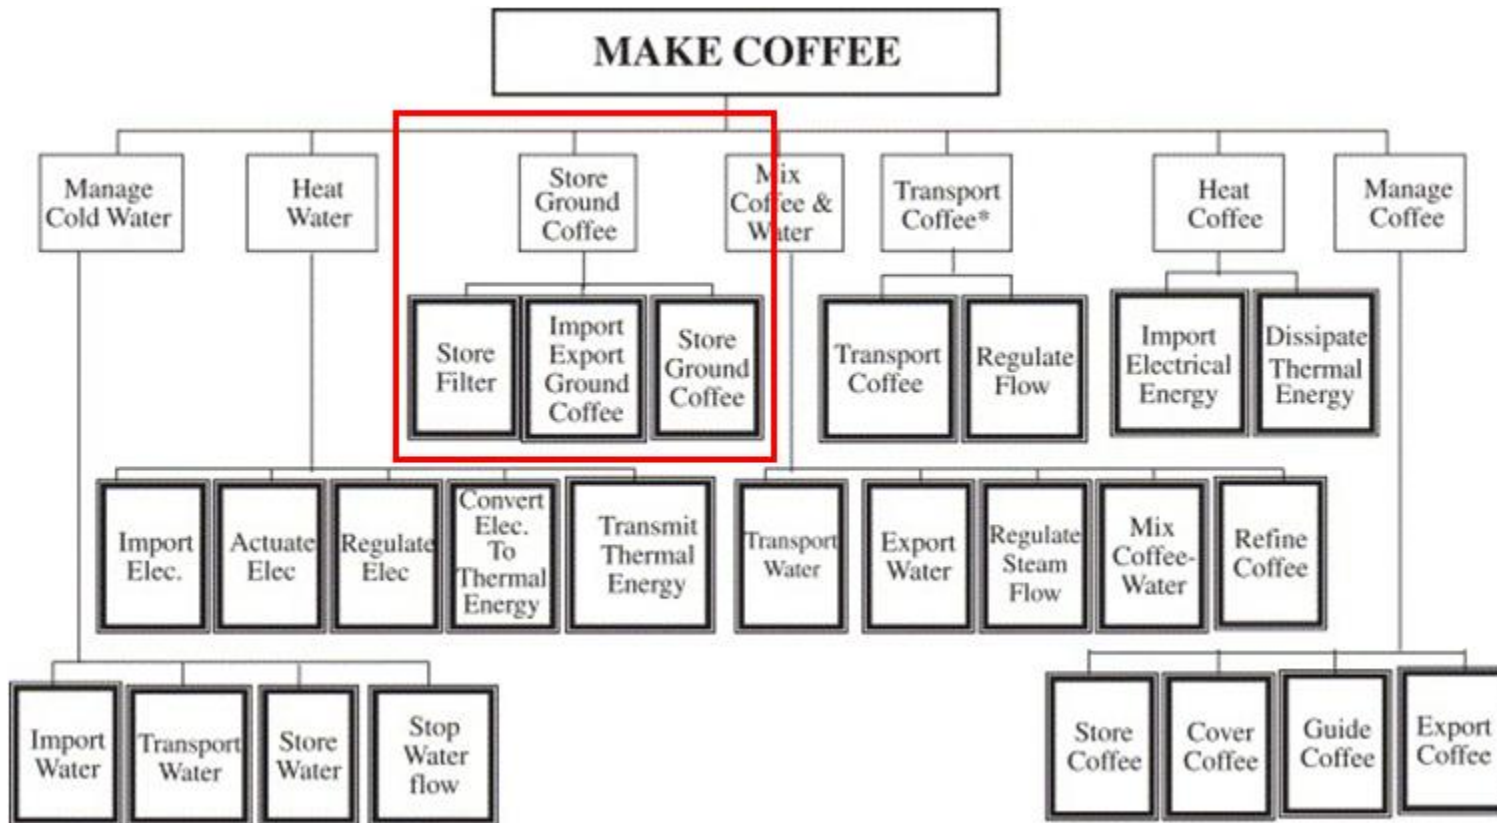 MAKE COFFEE
Manage
Cold Water
Heat
Water
Store
Ground
Coffee
Mix
Coffee &
Water
Transport
Coffee*
Heat
Coffee
Manage
Coffee
Store
Filter
Import
Export
Ground
Coffee
Store
Ground
Coffee
Transport
Coffee
Regulate
Flow
Import
Electrical
Energy
Dissipate
Thermal
Energy
Import
Elec.
Actuate
Elec
Regulate
Elec
Convert
Elec.
To
Thermal
Energy
Transmit
Thermal
Energy
Transport
Water
Export
Water
Regulate
Steam
Flow
Mix
Coffee-
Water
Refine
Coffee
Import
Water
Transport
Water
Store
Water
Stop
Water
flow
Store
Coffee
Cover
Coffee
Guide
Coffee
Export
Coffee